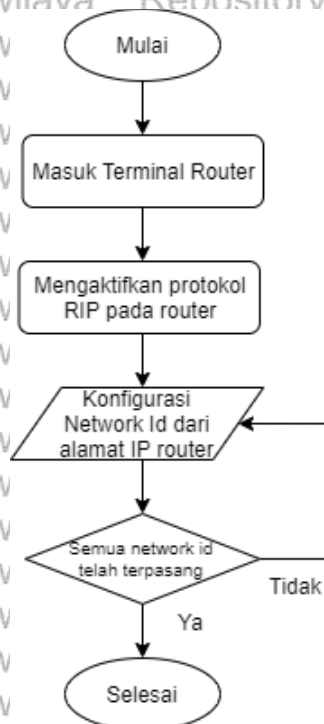 Repository
Mulai
Masuk Terminal Router
Mengaktifkan protokol
RIP pada router
Konfigurasi
Network Id dari
alamat IP router
Semua network id
telah terpasang
Tidak
Ya
Selesai